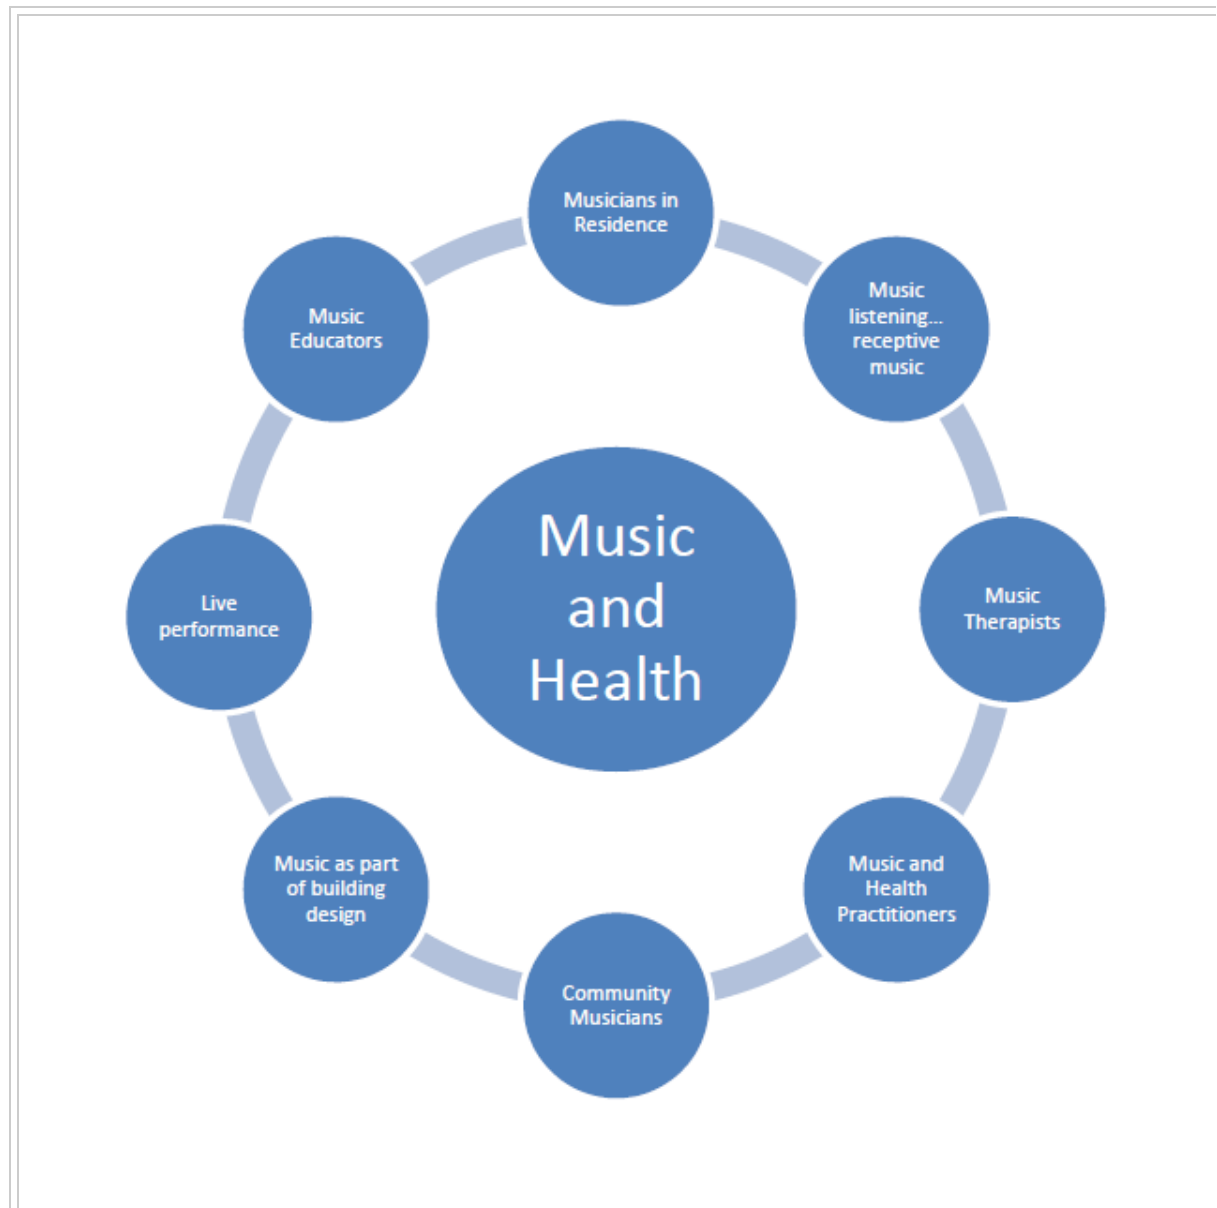 Musicians in
Residence
Music
listening...
receptive
music
Music
Educators
Music
and
Health
Live
performance
Music
Therapists
Music as part
of building
design
Music and
Health
Practitioners
Community
Musicians